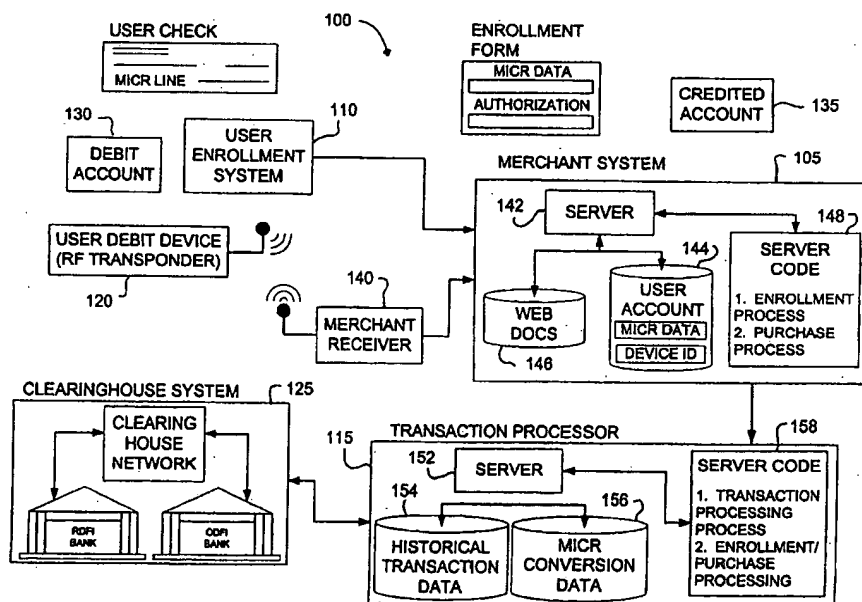 USER CHECK
MICR LINE
100
ENROLLMENT
FORM
MICR DATA
AUTHORIZATION
CREDITED
ACCOUNT
135
130
DEBIT
ACCOUNT
USER
ENROLLMENT
SYSTEM
110
MERCHANT SYSTEM
105
142
SERVER
148
SERVER
CODE
1. ENROLLMENT
PROCESS
2. PURCHASE
PROCESS
144
USER
ACCOUNT
MICR DATA
DEVICE ID
WEB
DOCS
146
USER DEBIT DEVICE
(RF TRANSPONDER)
120
140
MERCHANT
RECEIVER
CLEARINGHOUSE SYSTEM
125
CLEARING
HOUSE
NETWORK
RDFI
BANK
ODFI
BANK
TRANSACTION PROCESSOR
115
152
SERVER
158
SERVER CODE
1. TRANSACTION
PROCESSING
PROCESS
2. ENROLLMENT/
PURCHASE
PROCESSING
154
HISTORICAL
TRANSACTION
DATA
156
MICR
CONVERSION
DATA